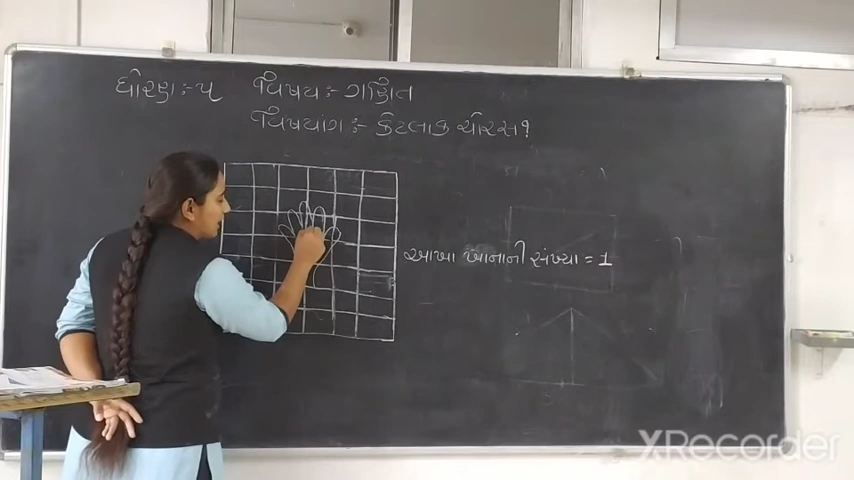 ધોરણ :- ૫ વિષય :- ગણિત
વિષયાંગ :- કેટલાક ચોરસ?
આખા ખાનાની સંખ્યા = 1
XRecorder